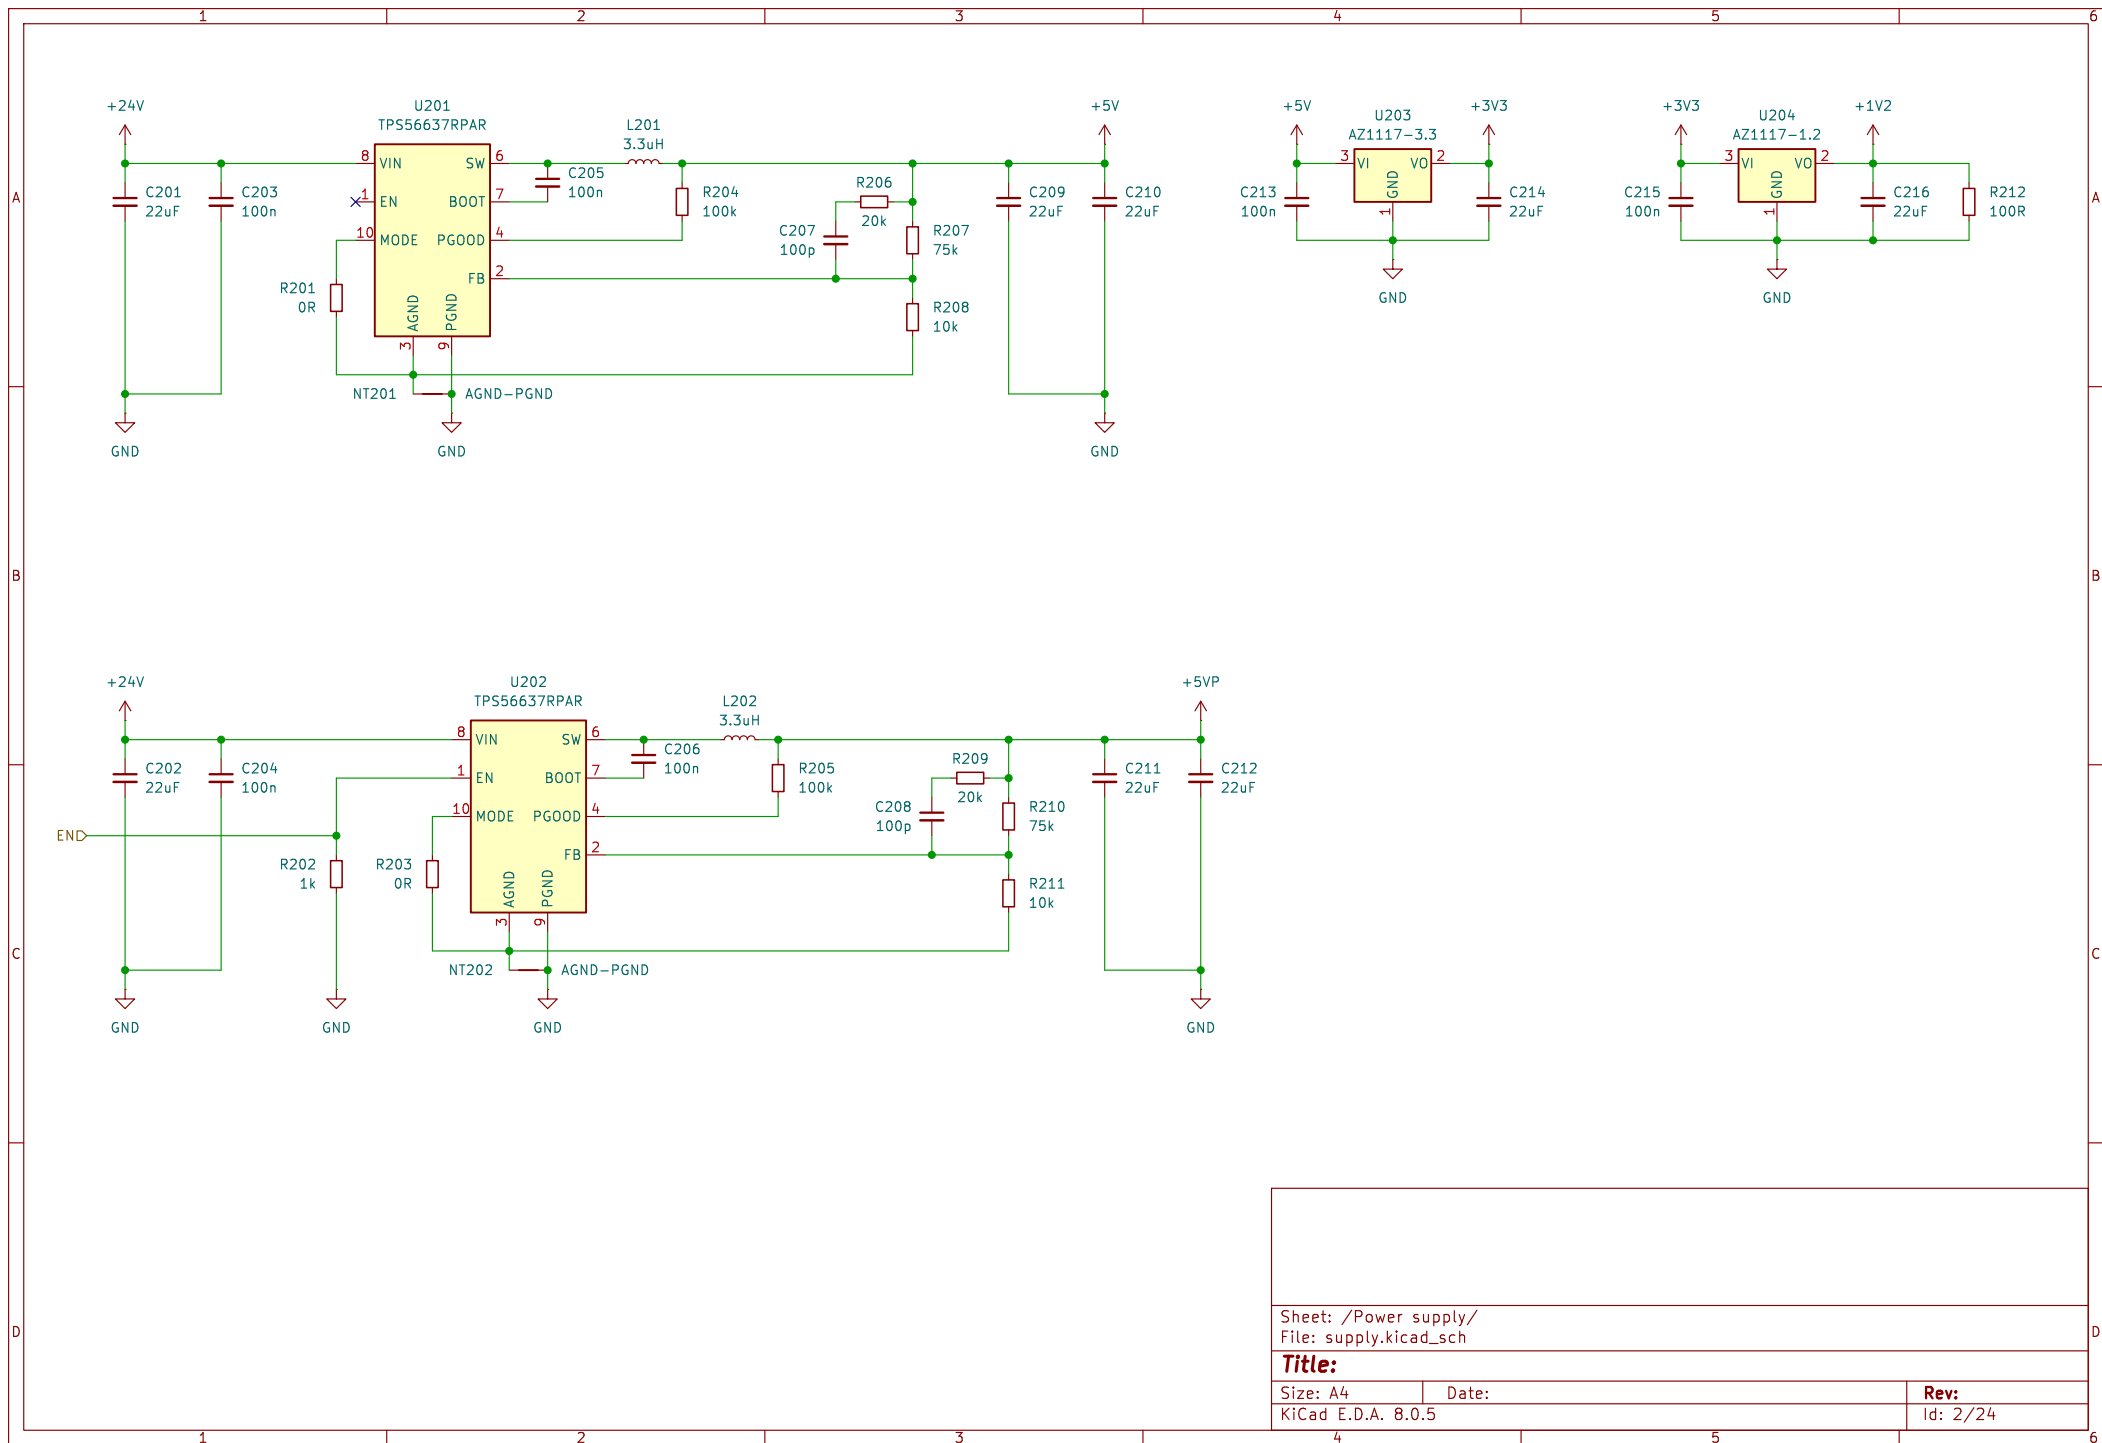 1 2 3 4 5 6
A
B
C
D
+24V
C201
22uF
C203
100n
GND
U201
TPS56637RPAR
8 VIN
1 EN
10 MODE
SW 6
BOOT 7
PGOOD 4
FB 2
AGND
PGND
3
9
R201
0R
NT201
AGND-PGND
GND
C205
100n
L201
3.3uH
R204
100k
R206
20k
C207
100p
R207
75k
R208
10k
C209
22uF
+5V
C210
22uF
GND
+5V
C213
100n
U203
AZ1117-3.3
3 VI
VO 2
GND
1
+3V3
C214
22uF
GND
+3V3
C215
100n
U204
AZ1117-1.2
3 VI
VO 2
GND
1
+1V2
C216
22uF
R212
100R
GND
+24V
C202
22uF
C204
100n
GND
EN
R202
1k
GND
U202
TPS56637RPAR
8 VIN
1 EN
10 MODE
SW 6
BOOT 7
PGOOD 4
FB 2
AGND
PGND
3
9
R203
0R
NT202
AGND-PGND
GND
C206
100n
L202
3.3uH
R205
100k
R209
20k
C208
100p
R210
75k
R211
10k
C211
22uF
+5VP
C212
22uF
GND
A
B
C
D
Sheet: /Power supply/
File: supply.kicad_sch
Title:
Size: A4
Date:
Rev:
KiCad E.D.A. 8.0.5
Id: 2/24
1 2 3 4 5 6